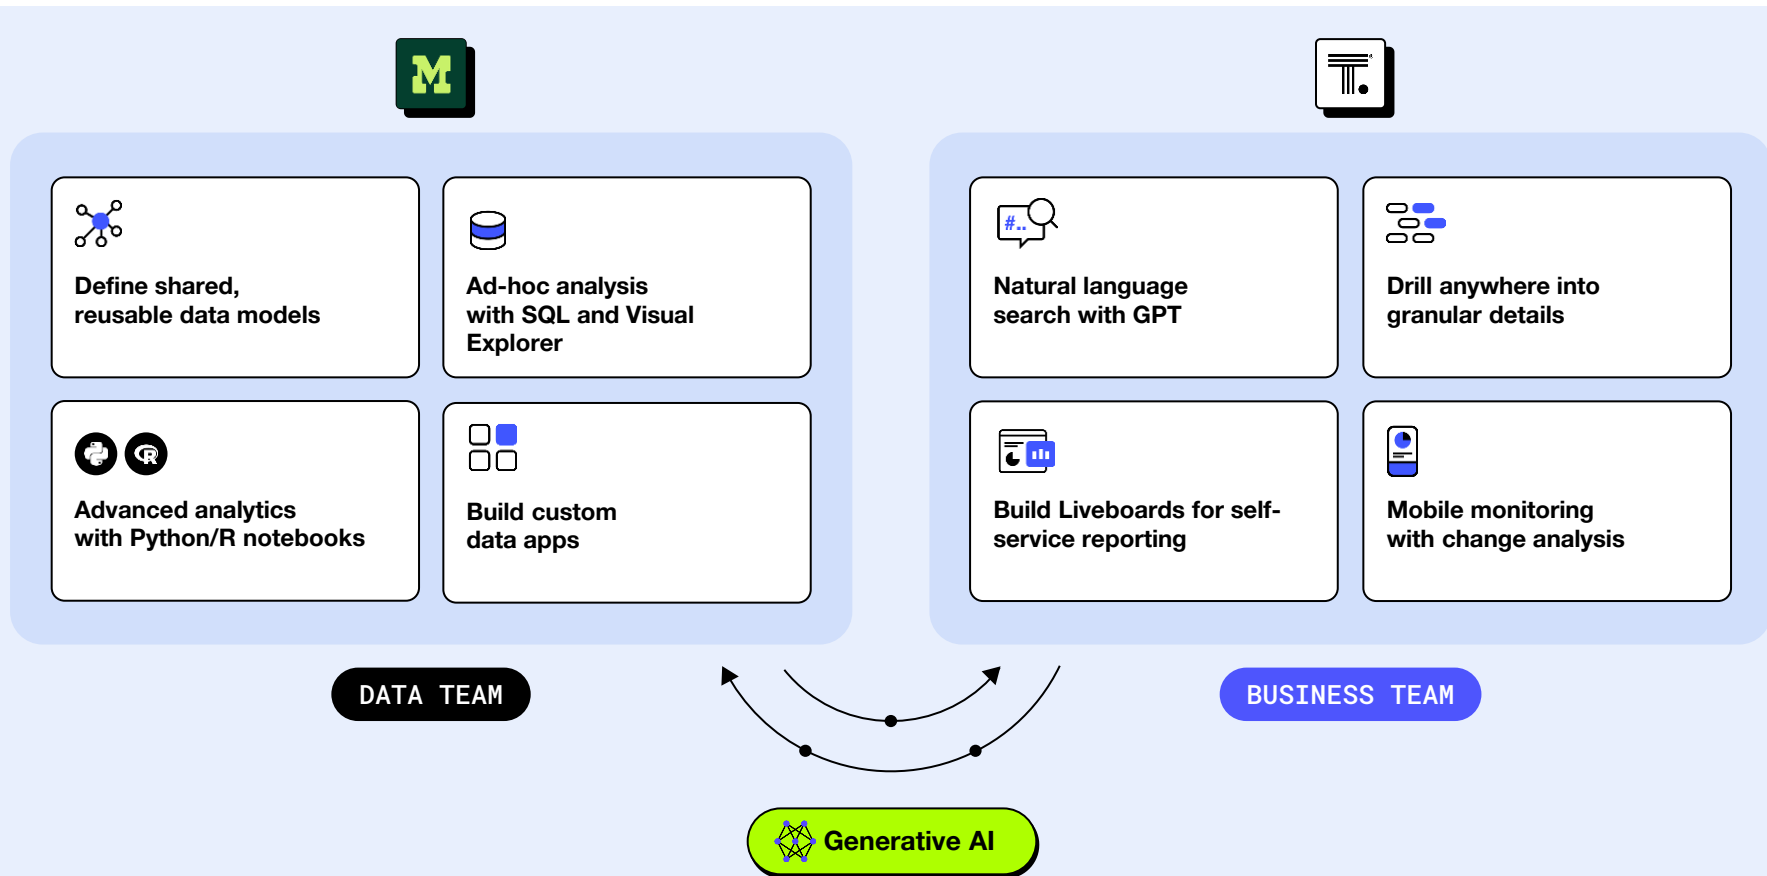 M
T.
Define shared,
reusable data models
Ad-hoc analysis
with SQL and Visual
Explorer
R
Advanced analytics
with Python/R notebooks
Build custom
data apps
#..
Natural language
search with GPT
Drill anywhere into
granular details
Build Liveboards for self-
service reporting
Mobile monitoring
with change analysis
DATA TEAM
BUSINESS TEAM
Generative AI